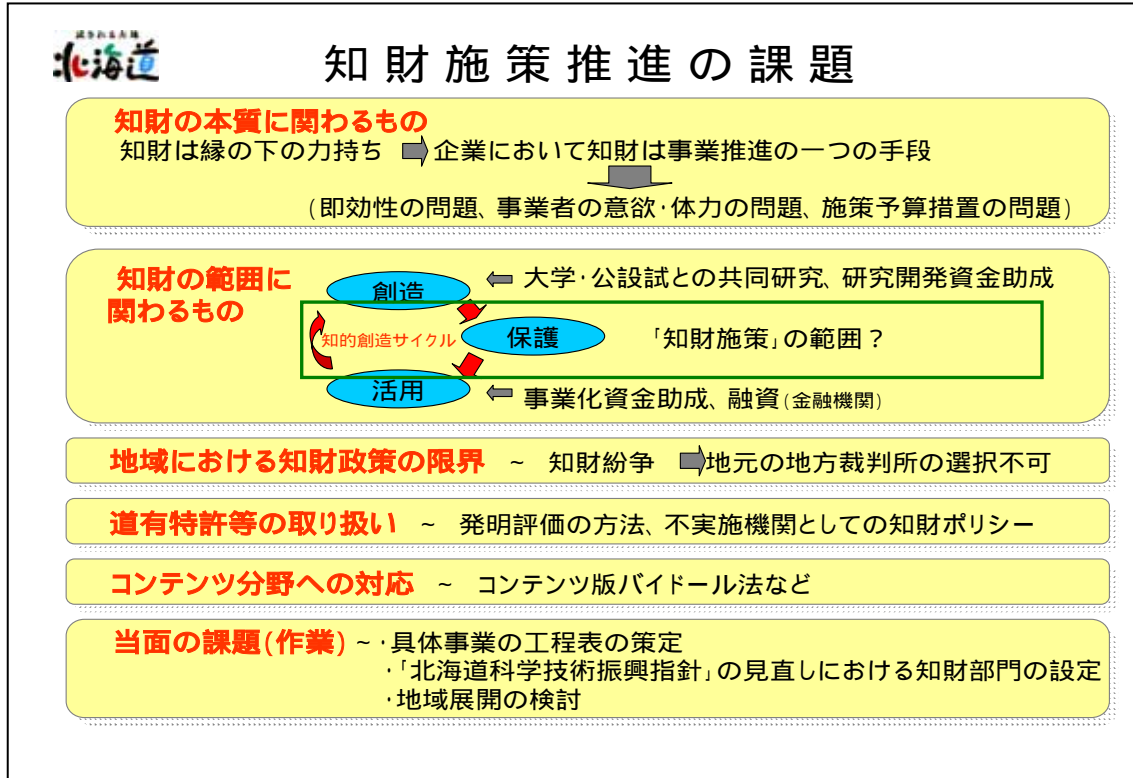 試される大地
北海道
知財施策推進の課題
知財の本質に関わるもの
知財は縁の下の力持ち ➡ 企業において知財は事業推進の一つの手段
(即効性の問題、事業者の意欲･体力の問題、施策予算措置の問題)
知財の範囲に
関わるもの
創造
⇐ 大学･公設試との共同研究、研究開発資金助成
知的創造サイクル
保護
「知財施策」の範囲?
活用
⇐ 事業化資金助成、融資(金融機関)
地域における知財政策の限界 ~ 知財紛争 ➡地元の地方裁判所の選択不可
道有特許等の取り扱い ~ 発明評価の方法、不実施機関としての知財ポリシー
コンテンツ分野への対応 ~ コンテンツ版バイドール法など
当面の課題(作業) ~ ･具体事業の工程表の策定
･「北海道科学技術振興指針」の見直しにおける知財部門の設定
･地域展開の検討